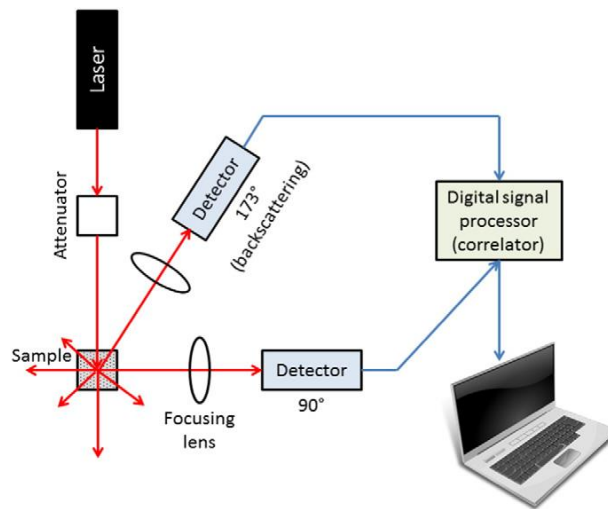 Laser
Attenuator
Detector
173°
(backscattering)
Digital signal
processor
(correlator)
Sample
Detector
90°
Focusing
lens